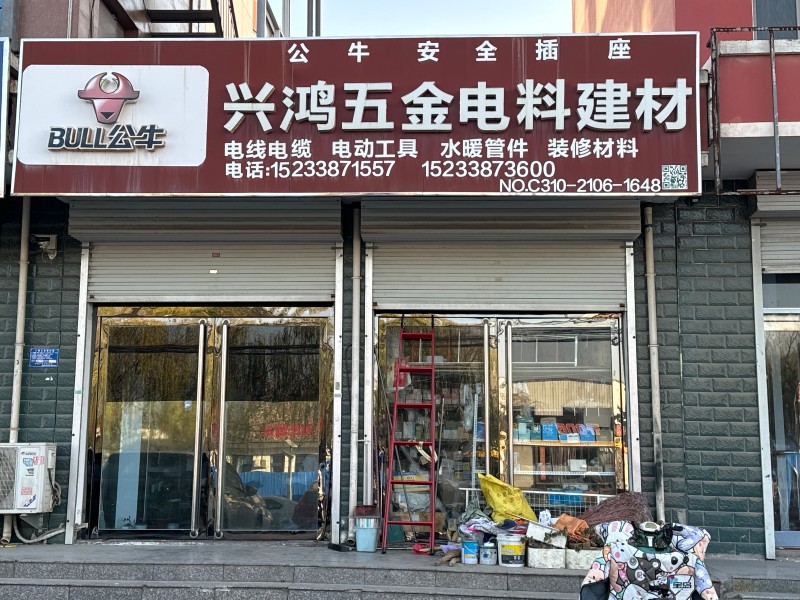 公牛安全插座
BULL公牛
兴鸿五金电料建材
电线电缆 电动工具 水暖管件 装修材料
电话:15233871557 15233873600
NO.C310-2106-1648